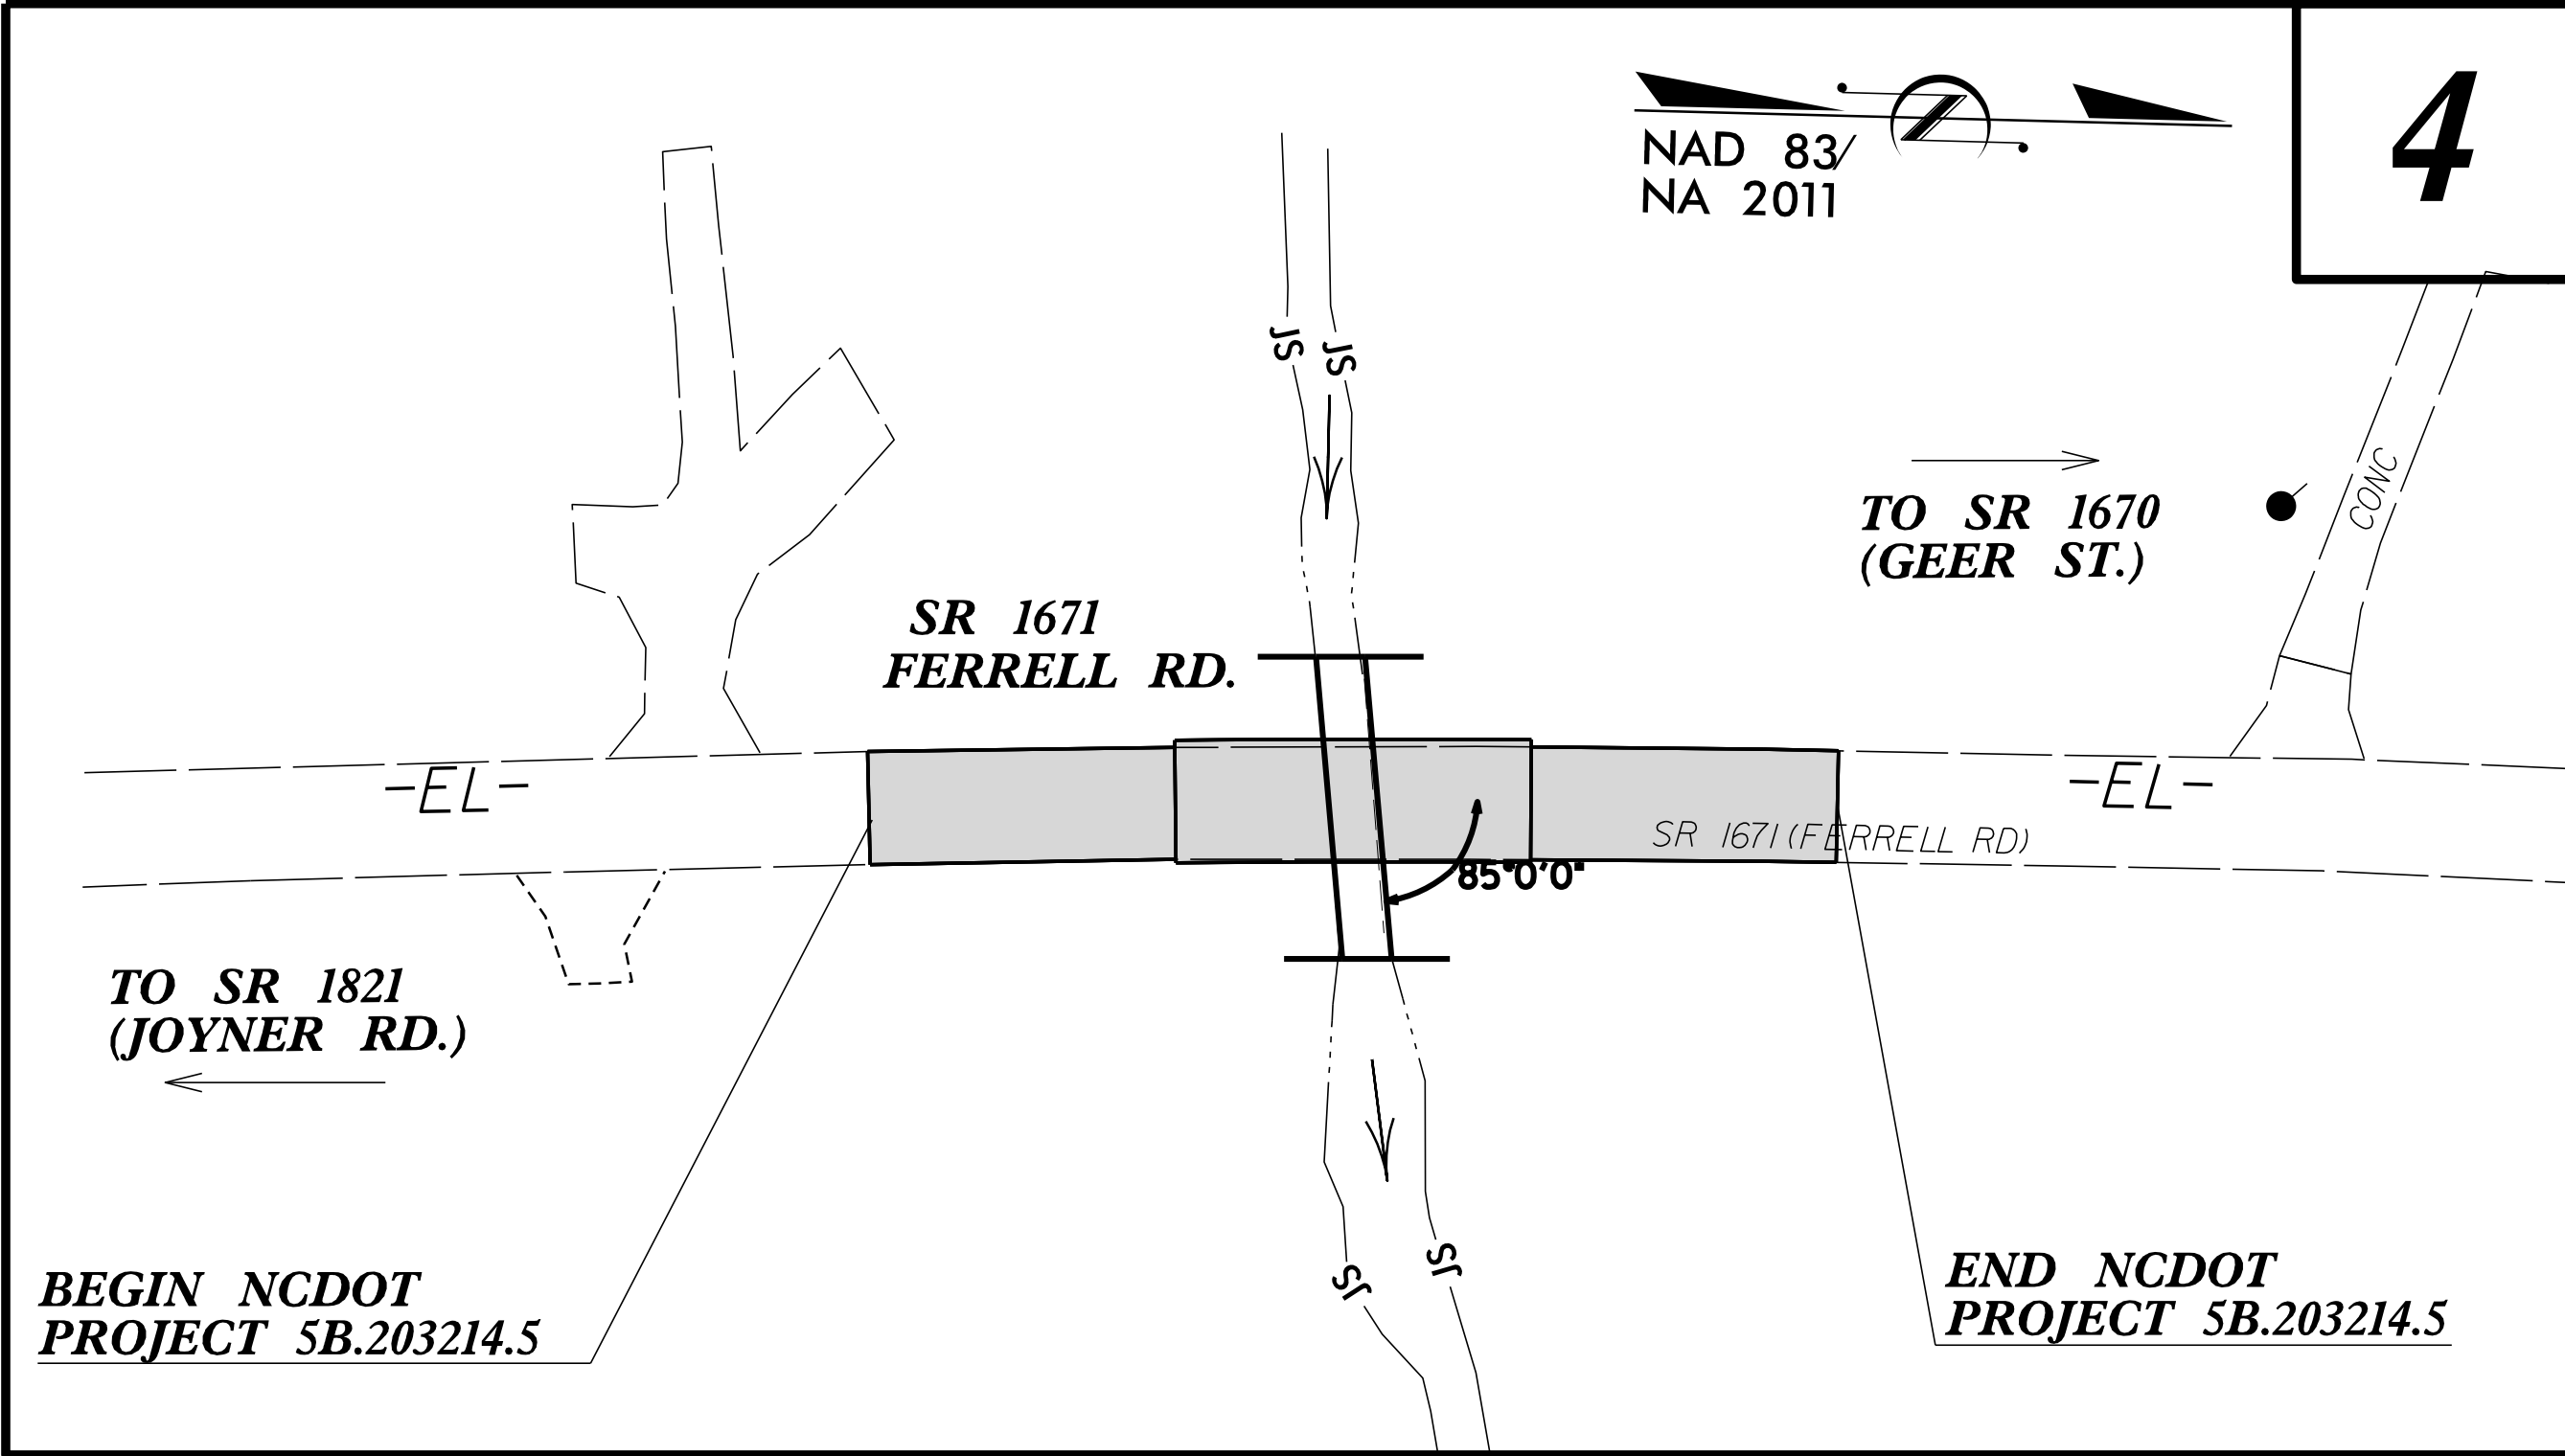 4
NAD 83/
NA 2011
JS
JS
CONC
TO SR 1670
(GEER ST.)
SR 1671
FERRELL RD.
-EL-
-EL-
SR 1671 (FERRELL RD)
85°0'0"
TO SR 1821
(JOYNER RD.)
JS
JS
BEGIN NCDOT
PROJECT 5B.203214.5
END NCDOT
PROJECT 5B.203214.5